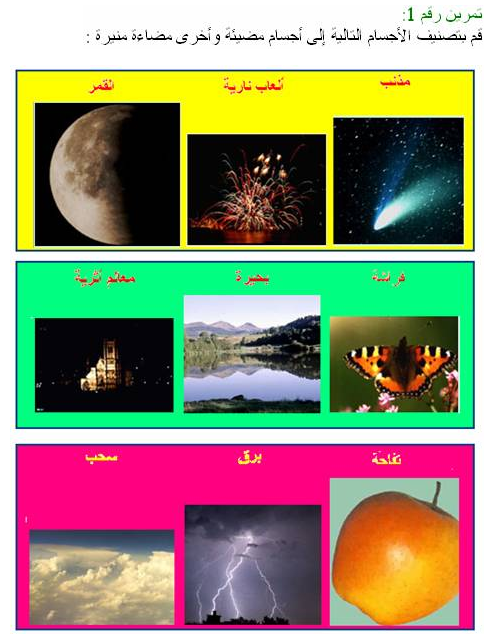 تمرين رقم 1:
قم بتصنيف الأجسام التالية إلى أجسام مضيئة وأخرى مضاءة منيرة :
مذنب
ألعاب نارية
القمر
فراشة
بحيرة
معالم أثرية
تفاحة
برق
سحب